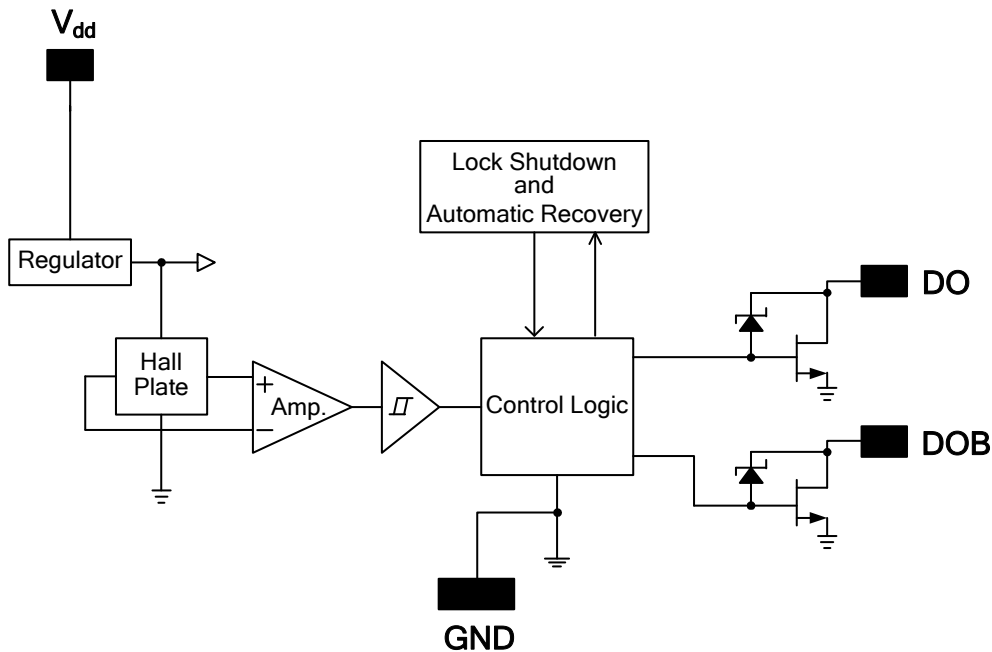 Vdd
Lock Shutdown
and
Automatic Recovery
Regulator
DO
Hall
Plate
+
Amp.
−
Control Logic
DOB
GND